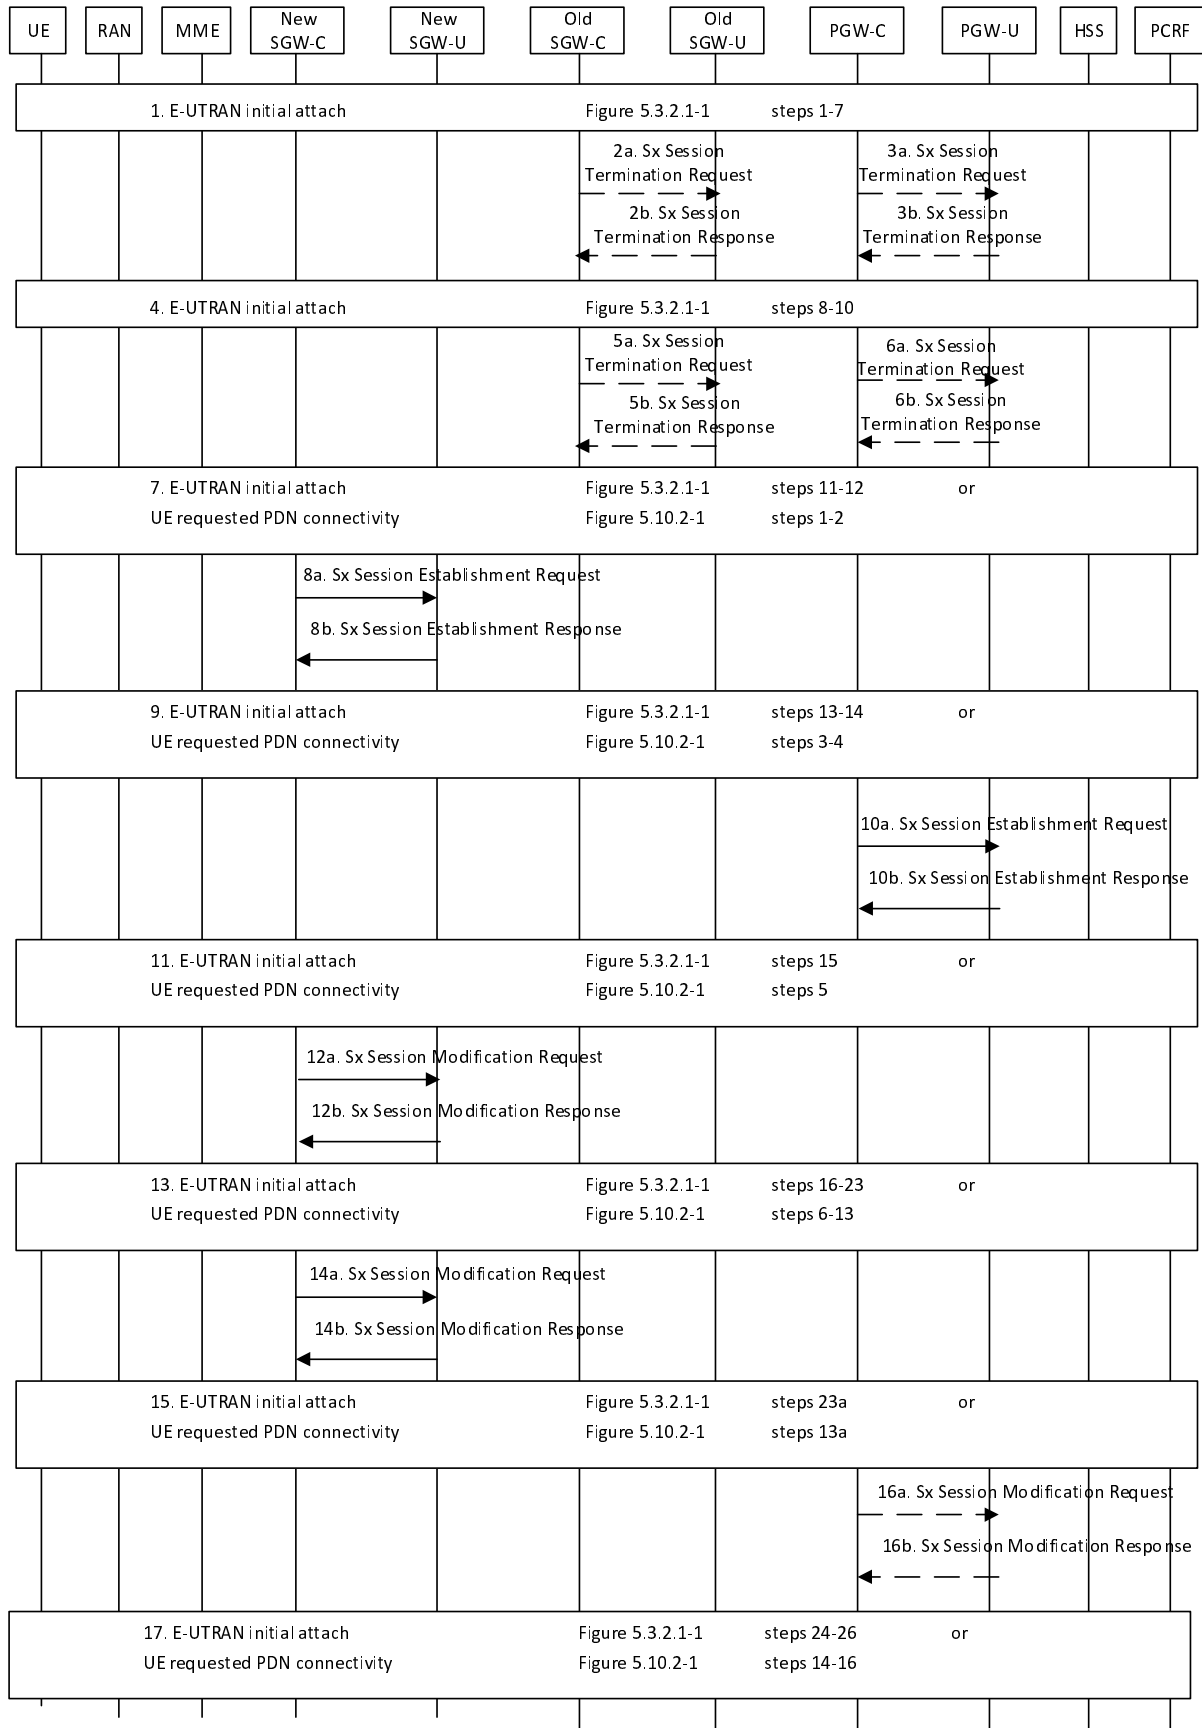 UE
RAN
MME
New
SGW-C
New
SGW-U
Old
SGW-C
Old
SGW-U
PGW-C
PGW-U
HSS
PCRF
1. E-UTRAN initial attach Figure 5.3.2.1-1 steps 1-7
2a. Sx Session
Termination Request
3a. Sx Session
Termination Request
2b. Sx Session
Termination Response
3b. Sx Session
Termination Response
4. E-UTRAN initial attach Figure 5.3.2.1-1 steps 8-10
5a. Sx Session
Termination Request
6a. Sx Session
Termination Request
5b. Sx Session
Termination Response
6b. Sx Session
Termination Response
7. E-UTRAN initial attach Figure 5.3.2.1-1 steps 11-12 or
UE requested PDN connectivity Figure 5.10.2-1 steps 1-2
8a. Sx Session Establishment Request
8b. Sx Session Establishment Response
9. E-UTRAN initial attach Figure 5.3.2.1-1 steps 13-14 or
UE requested PDN connectivity Figure 5.10.2-1 steps 3-4
10a. Sx Session Establishment Request
10b. Sx Session Establishment Response
11. E-UTRAN initial attach Figure 5.3.2.1-1 steps 15 or
UE requested PDN connectivity Figure 5.10.2-1 steps 5
12a. Sx Session Modification Request
12b. Sx Session Modification Response
13. E-UTRAN initial attach Figure 5.3.2.1-1 steps 16-23 or
UE requested PDN connectivity Figure 5.10.2-1 steps 6-13
14a. Sx Session Modification Request
14b. Sx Session Modification Response
15. E-UTRAN initial attach Figure 5.3.2.1-1 steps 23a or
UE requested PDN connectivity Figure 5.10.2-1 steps 13a
16a. Sx Session Modification Request
16b. Sx Session Modification Response
17. E-UTRAN initial attach Figure 5.3.2.1-1 steps 24-26 or
UE requested PDN connectivity Figure 5.10.2-1 steps 14-16